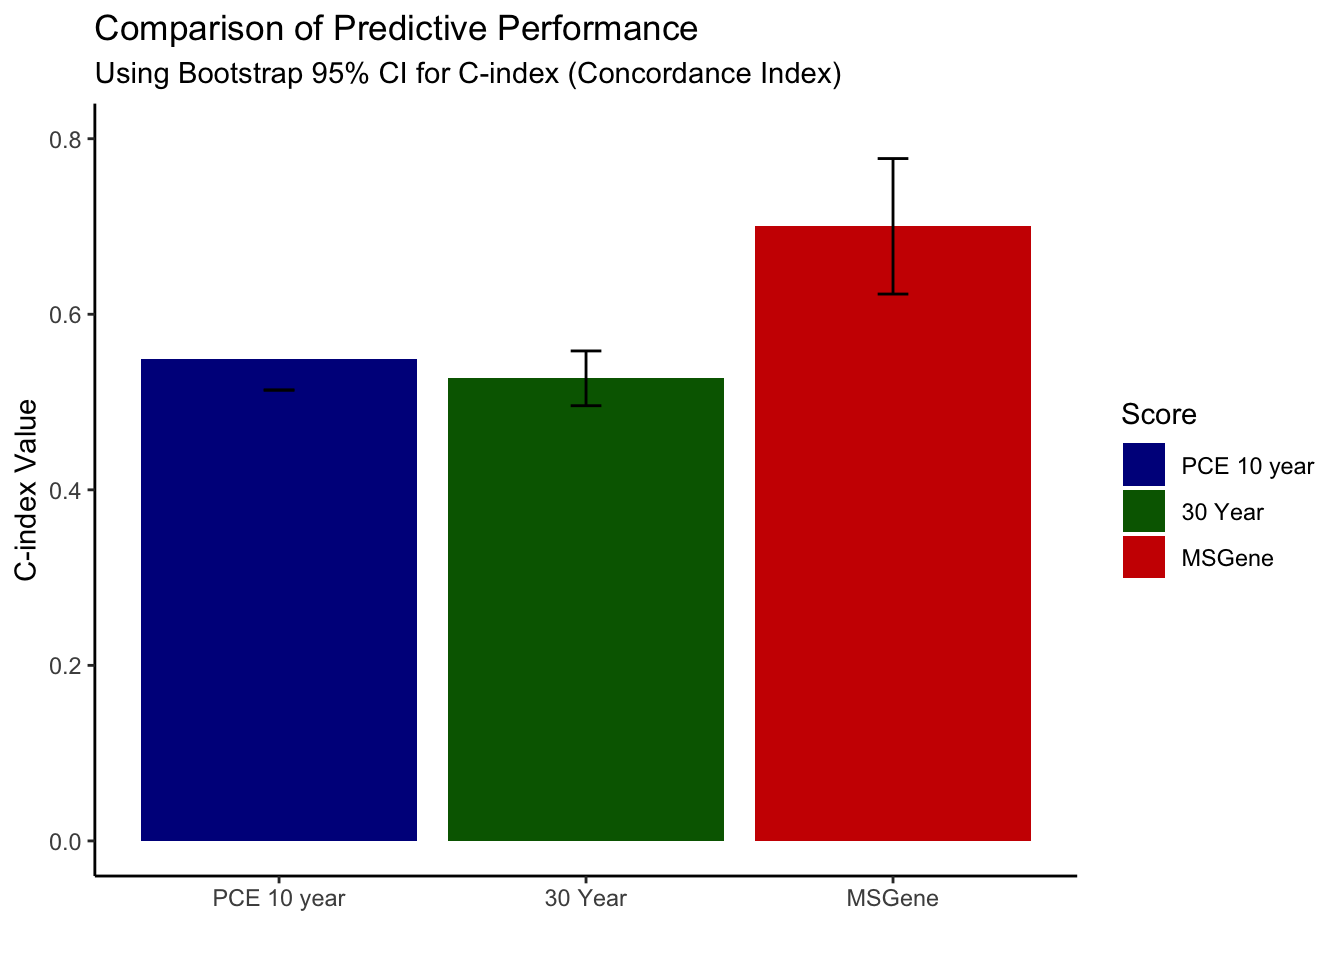 Comparison of Predictive Performance
Using Bootstrap 95% CI for C-index (Concordance Index)
C-index Value
0.8
0.6
0.4
0.2
0.0
PCE 10 year
30 Year
MSGene
Score
PCE 10 year
30 Year
MSGene